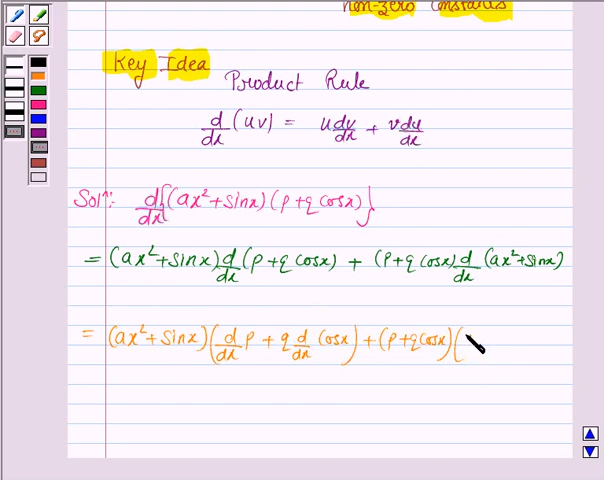 non-zero constants
Key Idea
Product Rule
d/dx (uv) = u dv/dx + v du/dx
Solⁿ: d/dx {(ax² + sinx) (p + q cosx)}
= (ax² + sinx) d/dx (p + q cosx) + (p + q cosx) d/dx (ax² + sinx)
= (ax² + sinx) (d/dx p + q d/dx cosx) + (p + q cosx) (